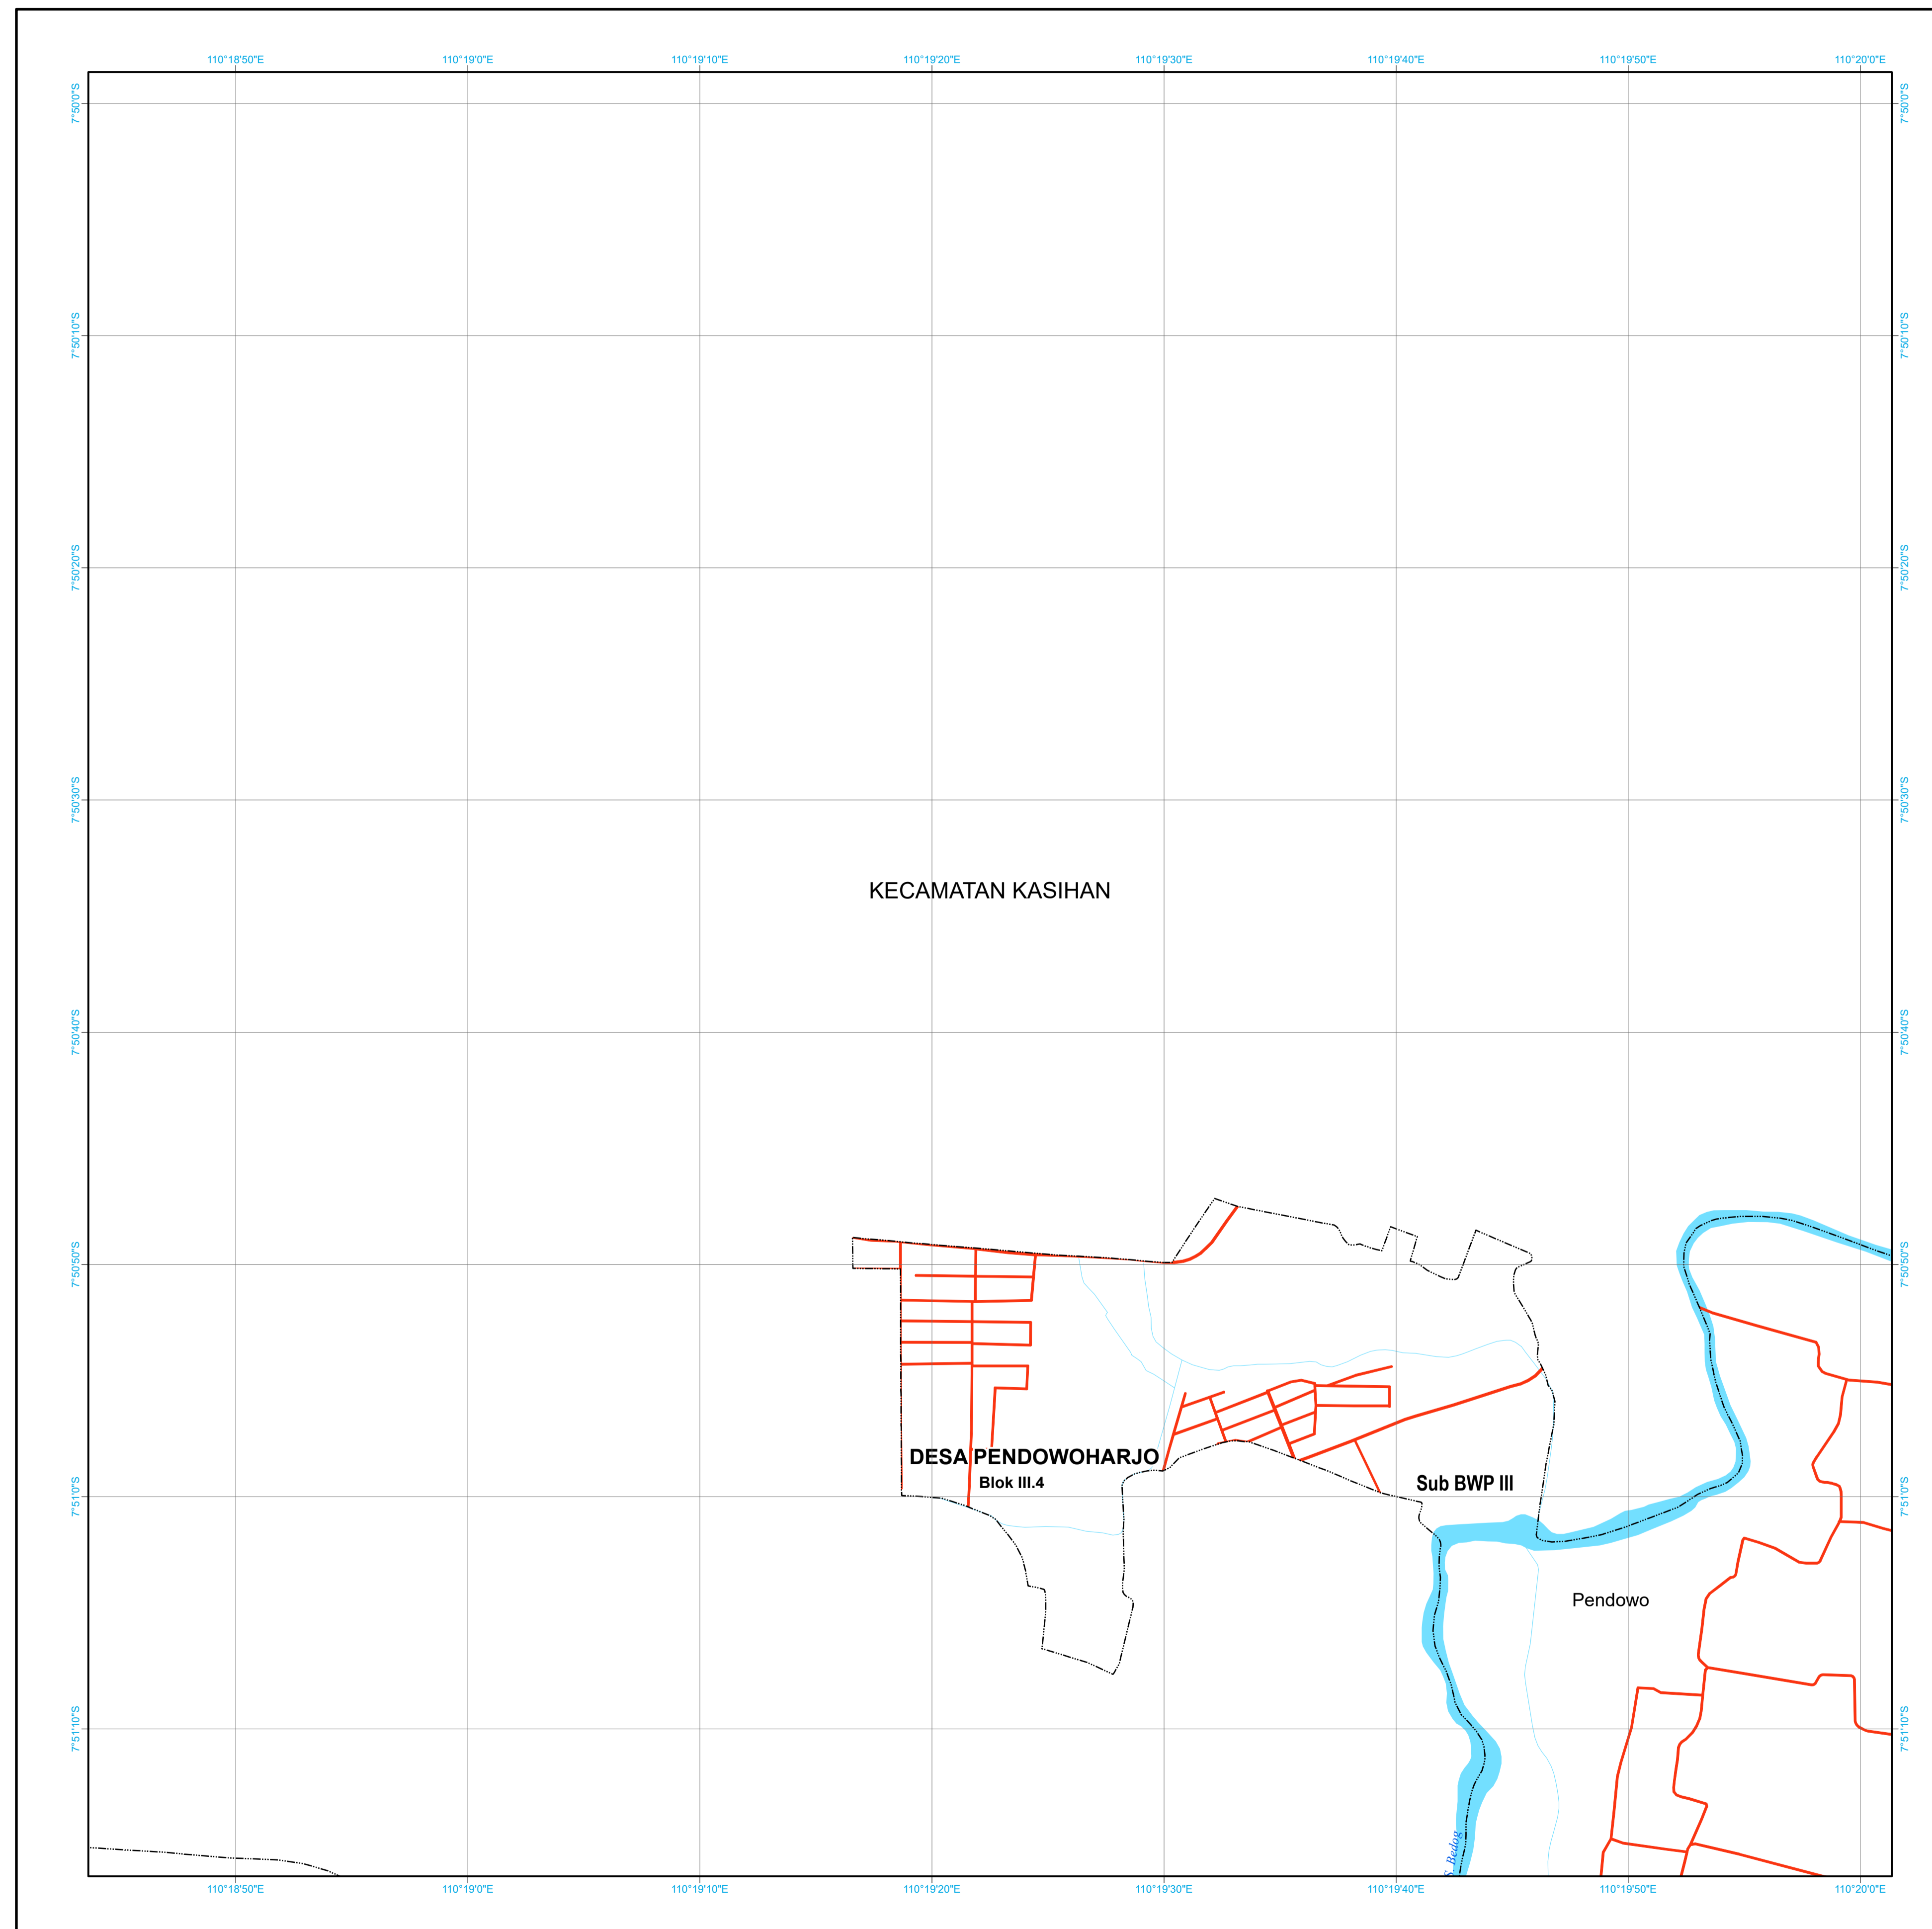 110°18'50"E
110°19'0"E
110°19'10"E
110°19'20"E
110°19'30"E
110°19'40"E
110°19'50"E
110°20'0"E
7°50'0"S
7°50'0"S
7°50'10"S
7°50'10"S
7°50'20"S
7°50'20"S
7°50'30"S
7°50'30"S
KECAMATAN KASIHAN
7°50'40"S
7°50'40"S
7°50'50"S
7°50'50"S
DESA PENDOWOHARJO
Blok III.4
Sub BWP III
7°51'0"S
7°51'0"S
Pendowo
7°51'10"S
7°51'10"S
S. Bedog
110°18'50"E
110°19'0"E
110°19'10"E
110°19'20"E
110°19'30"E
110°19'40"E
110°19'50"E
110°20'0"E